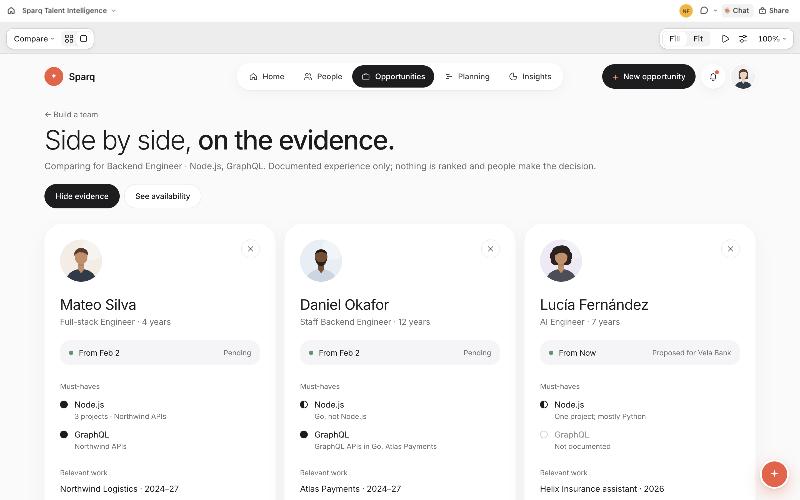 Sparq Talent Intelligence
NF
Chat
Share
Compare
Fill
Fit
100%
Sparq
Home
People
Opportunities
Planning
Insights
+ New opportunity
← Build a team
Side by side, on the evidence.
Comparing for Backend Engineer · Node.js, GraphQL. Documented experience only; nothing is ranked and people make the decision.
Hide evidence
See availability
Mateo Silva
Full-stack Engineer · 4 years
From Feb 2
Pending
Must-haves
Node.js
3 projects · Northwind APIs
GraphQL
Northwind APIs
Relevant work
Northwind Logistics · 2024–27
Daniel Okafor
Staff Backend Engineer · 12 years
From Feb 2
Pending
Must-haves
Node.js
Go, not Node.js
GraphQL
GraphQL APIs in Go, Atlas Payments
Relevant work
Atlas Payments · 2024–27
Lucía Fernández
AI Engineer · 7 years
From Now
Proposed for Vela Bank
Must-haves
Node.js
One project; mostly Python
GraphQL
Not documented
Relevant work
Helix Insurance assistant · 2026